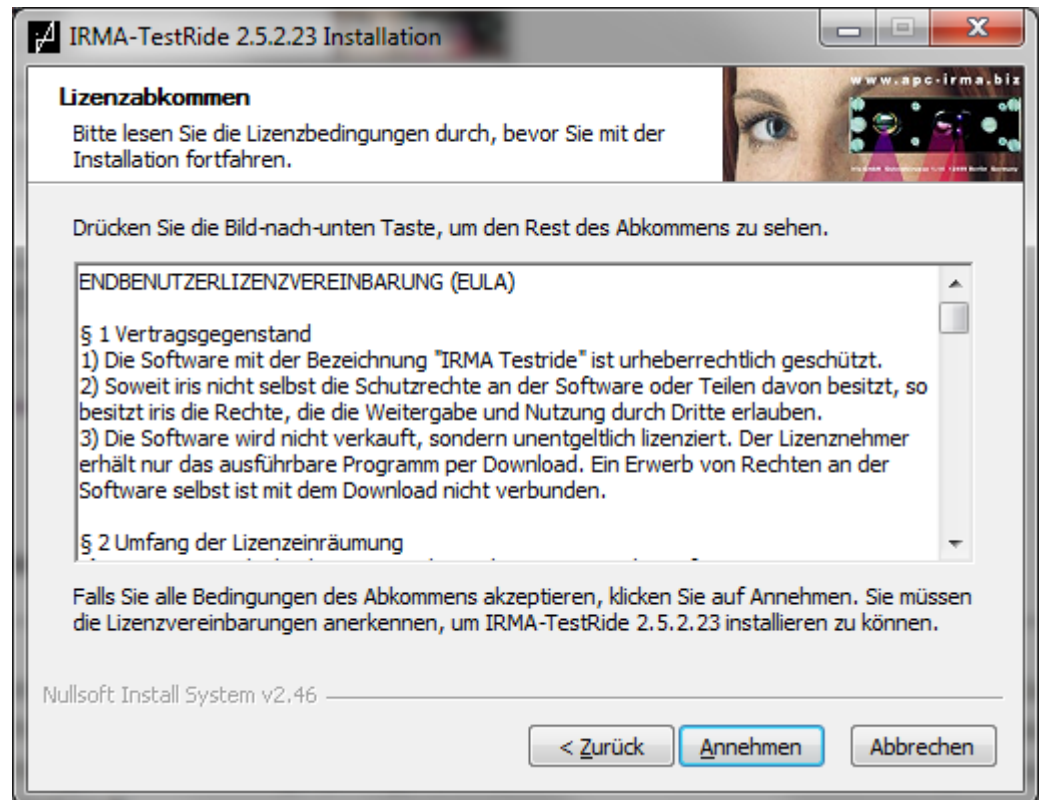 IRMA-TestRide 2.5.2.23 Installation
www.apc-irma.biz
Lizenzabkommen
Bitte lesen Sie die Lizenzbedingungen durch, bevor Sie mit der
Installation fortfahren.
Drücken Sie die Bild-nach-unten Taste, um den Rest des Abkommens zu sehen.
ENDBENUTZERLIZENZVEREINBARUNG (EULA)
§ 1 Vertragsgegenstand
1) Die Software mit der Bezeichnung "IRMA Testride" ist urheberrechtlich geschützt.
2) Soweit iris nicht selbst die Schutzrechte an der Software oder Teilen davon besitzt, so
besitzt iris die Rechte, die die Weitergabe und Nutzung durch Dritte erlauben.
3) Die Software wird nicht verkauft, sondern unentgeltlich lizenziert. Der Lizenznehmer
erhält nur das ausführbare Programm per Download. Ein Erwerb von Rechten an der
Software selbst ist mit dem Download nicht verbunden.
§ 2 Umfang der Lizenzeinräumung
Falls Sie alle Bedingungen des Abkommens akzeptieren, klicken Sie auf Annehmen. Sie müssen
die Lizenzvereinbarungen anerkennen, um IRMA-TestRide 2.5.2.23 installieren zu können.
Nullsoft Install System v2.46
< Zurück
Annehmen
Abbrechen